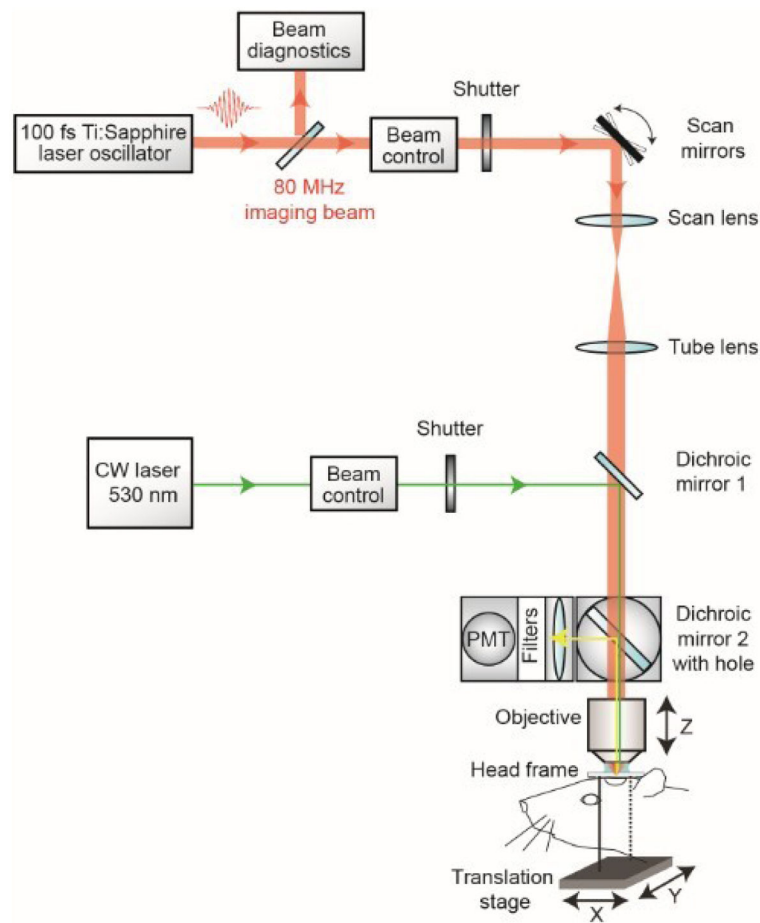 Beam
diagnostics
Shutter
100 fs Ti:Sapphire
laser oscillator
Beam
control
Scan
mirrors
80 MHz
imaging beam
Scan lens
Tube lens
Shutter
CW laser
530 nm
Beam
control
Dichroic
mirror 1
PMT
Filters
Dichroic
mirror 2
with hole
Objective
Z
Head frame
Translation
stage
X
Y